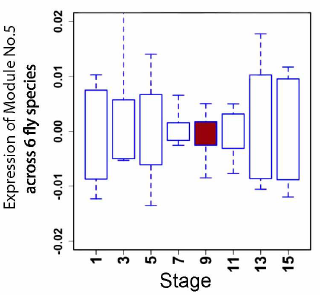 Expression of Module No.5
across 6 fly species
0.02
0.01
0.00
-0.01
-0.02
1 3 5 7 9 11 13 15
Stage